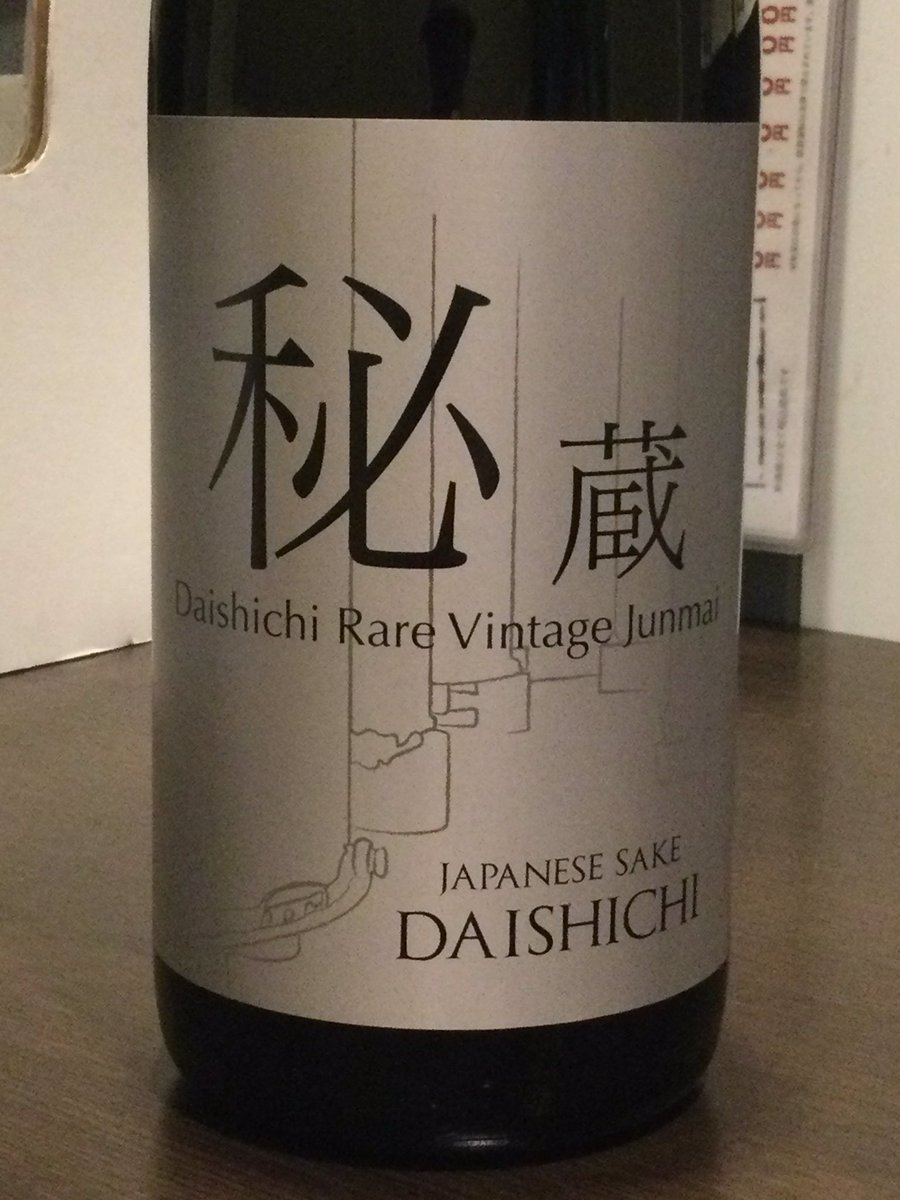 秘蔵
Daishichi Rare Vintage Junmai
JAPANESE SAKE
DAISHICHI